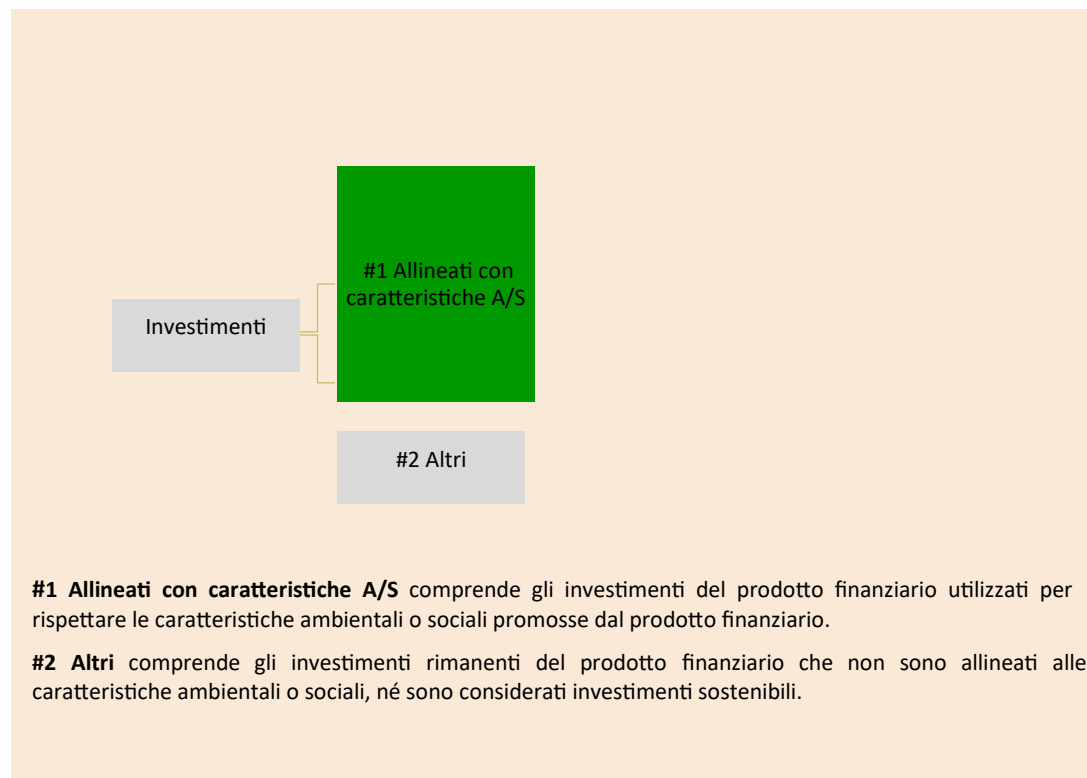 #1 Allineati con
caratteristiche A/S
Investimenti
#2 Altri
#1 Allineati con caratteristiche A/S comprende gli investimenti del prodotto finanziario utilizzati per
rispettare le caratteristiche ambientali o sociali promosse dal prodotto finanziario.
#2 Altri comprende gli investimenti rimanenti del prodotto finanziario che non sono allineati alle
caratteristiche ambientali o sociali, né sono considerati investimenti sostenibili.